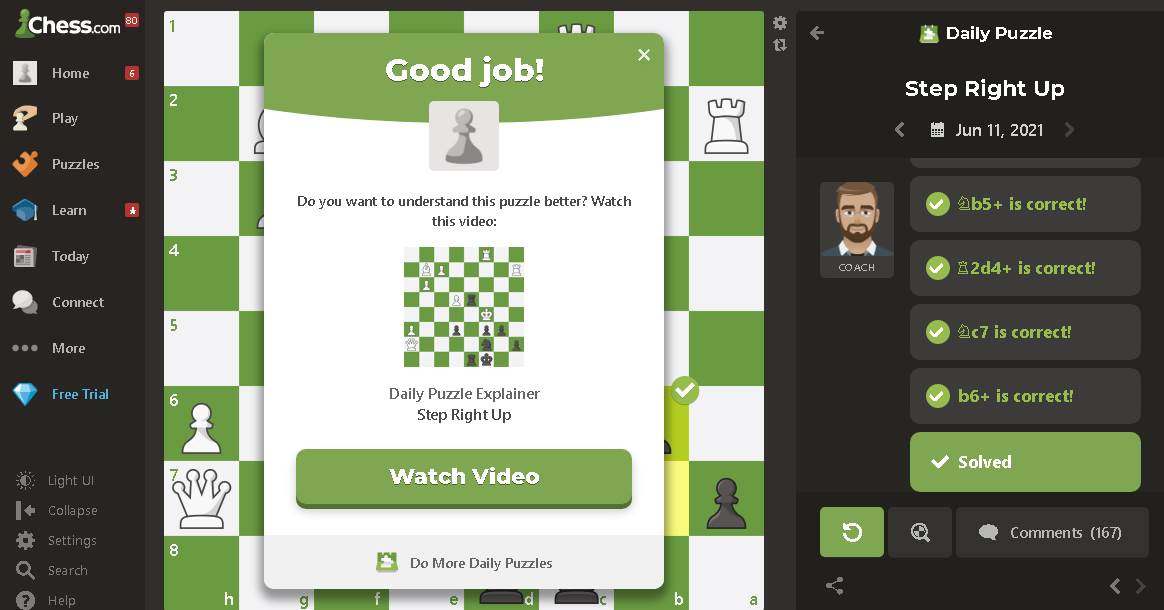 Chess.com 80
Home 6
Play
Puzzles
Learn
Today
Connect
More
Free Trial
Light UI
Collapse
Settings
Search
Help
1
2
3
4
5
6
7
8
h g f e d c b a
Good job!
Do you want to understand this puzzle better? Watch
this video:
Daily Puzzle Explainer
Step Right Up
Watch Video
Do More Daily Puzzles
Daily Puzzle
Step Right Up
Jun 11, 2021
COACH
♘b5+ is correct!
♖2d4+ is correct!
♘c7 is correct!
b6+ is correct!
Solved
Comments (167)